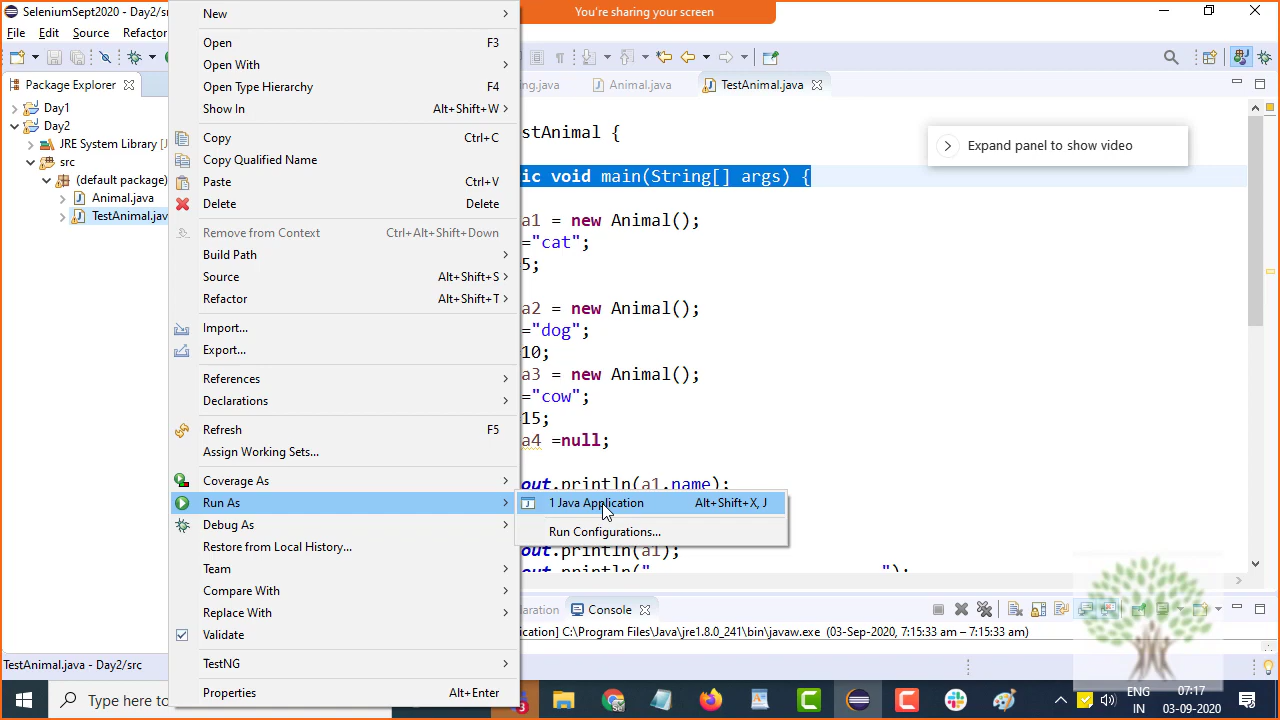 SeleniumSept2020 - Day2/sr
You're sharing your screen
File Edit Source Refactor
Package Explorer
ng.java
Animal.java
TestAnimal.java
Day1
Day2
JRE System Library [J
src
(default package)
Animal.java
TestAnimal.jav
New
Open F3
Open With
Open Type Hierarchy F4
Show In Alt+Shift+W
Copy Ctrl+C
Copy Qualified Name
Paste Ctrl+V
Delete Delete
Remove from Context Ctrl+Alt+Shift+Down
Build Path
Source Alt+Shift+S
Refactor Alt+Shift+T
Import...
Export...
References
Declarations
Refresh F5
Assign Working Sets...
Coverage As
Run As
Debug As
Restore from Local History...
Team
Compare With
Replace With
Validate
TestNG
Properties Alt+Enter
1 Java Application Alt+Shift+X, J
Run Configurations...
stAnimal {
ic void main(String[] args) {
a1 = new Animal();
="cat";
5;
a2 = new Animal();
="dog";
10;
a3 = new Animal();
="cow";
15;
a4 =null;
out.println(a1.name);
out.println(a1);
out.println(" ");
Expand panel to show video
laration
Console
lication] C:\Program Files\Java\jre1.8.0_241\bin\javaw.exe (03-Sep-2020, 7:15:33 am – 7:15:33 am)
TestAnimal.java - Day2/src
Type here to
ENG
IN
07:17
03-09-2020